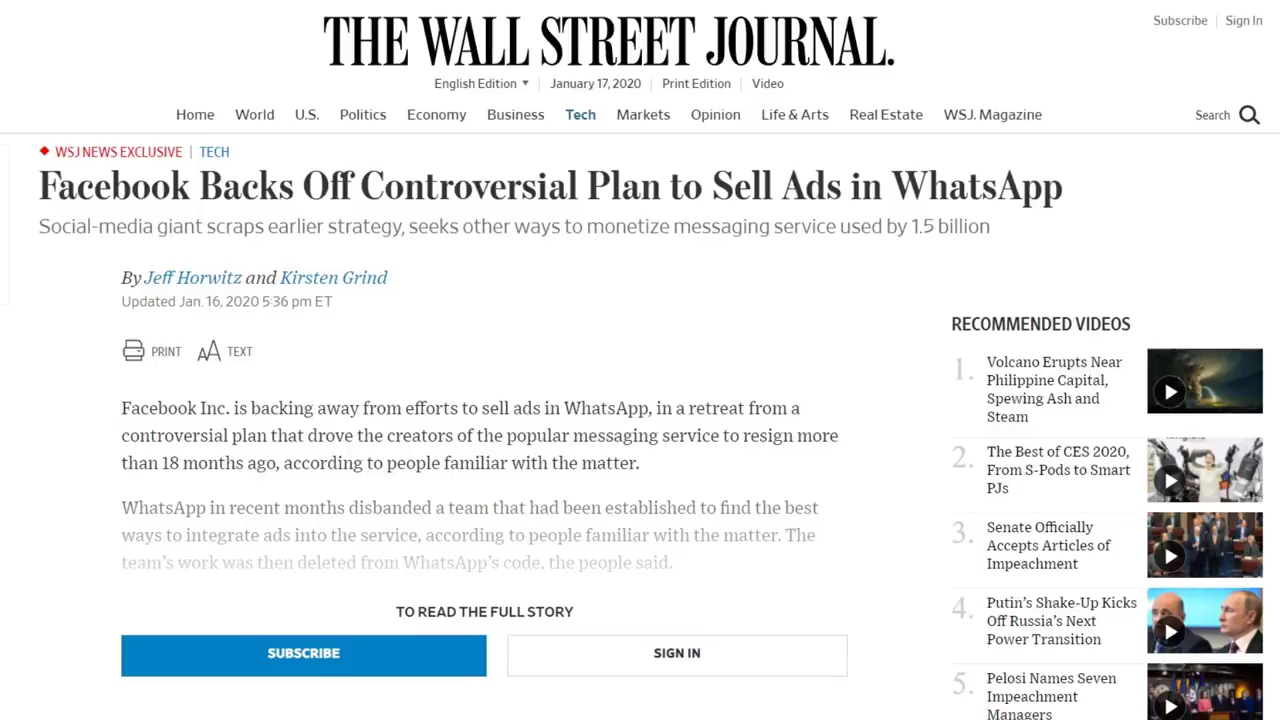 Subscribe Sign In
THE WALL STREET JOURNAL.
English Edition January 17, 2020 Print Edition Video
Home World U.S. Politics Economy Business Tech Markets Opinion Life & Arts Real Estate WSJ. Magazine Search
WSJ NEWS EXCLUSIVE | TECH
Facebook Backs Off Controversial Plan to Sell Ads in WhatsApp
Social-media giant scraps earlier strategy, seeks other ways to monetize messaging service used by 1.5 billion
By Jeff Horwitz and Kirsten Grind
Updated Jan. 16, 2020 5:36 pm ET
PRINT TEXT
Facebook Inc. is backing away from efforts to sell ads in WhatsApp, in a retreat from a
controversial plan that drove the creators of the popular messaging service to resign more
than 18 months ago, according to people familiar with the matter.
WhatsApp in recent months disbanded a team that had been established to find the best
ways to integrate ads into the service, according to people familiar with the matter. The
team's work was then deleted from WhatsApp's code, the people said.
TO READ THE FULL STORY
SUBSCRIBE SIGN IN
RECOMMENDED VIDEOS
1. Volcano Erupts Near
Philippine Capital,
Spewing Ash and
Steam
2. The Best of CES 2020,
From S-Pods to Smart
PJs
3. Senate Officially
Accepts Articles of
Impeachment
4. Putin's Shake-Up Kicks
Off Russia's Next
Power Transition
5. Pelosi Names Seven
Impeachment
Managers